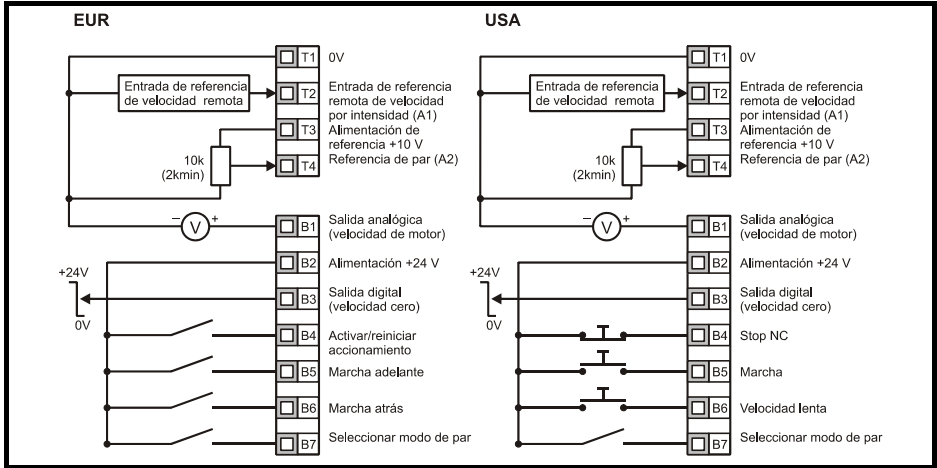 EUR
T1 0V
Entrada de referencia
de velocidad remota
T2 Entrada de referencia
remota de velocidad
por intensidad (A1)
T3 Alimentación de
referencia +10 V
10k
(2kmin)
T4 Referencia de par (A2)
− V +
B1 Salida analógica
(velocidad de motor)
B2 Alimentación +24 V
+24V
0V
B3 Salida digital
(velocidad cero)
B4 Activar/reiniciar
accionamiento
B5 Marcha adelante
B6 Marcha atrás
B7 Seleccionar modo de par
USA
T1 0V
Entrada de referencia
de velocidad remota
T2 Entrada de referencia
remota de velocidad
por intensidad (A1)
T3 Alimentación de
referencia +10 V
10k
(2kmin)
T4 Referencia de par (A2)
− V +
B1 Salida analógica
(velocidad de motor)
B2 Alimentación +24 V
+24V
0V
B3 Salida digital
(velocidad cero)
B4 Stop NC
B5 Marcha
B6 Velocidad lenta
B7 Seleccionar modo de par